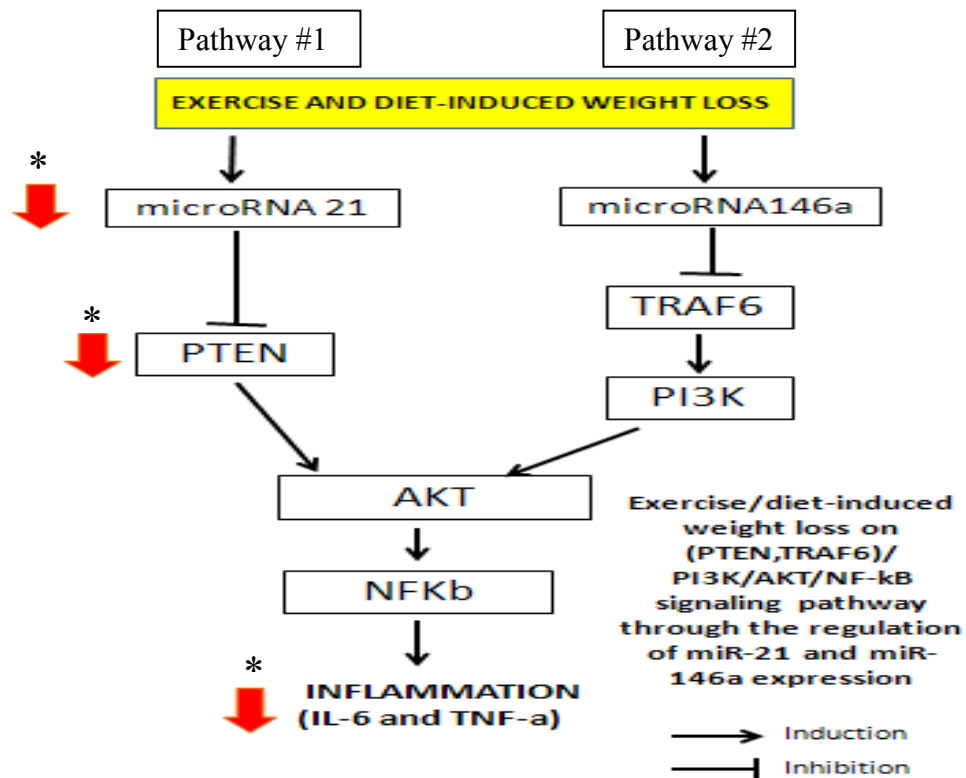 Pathway #1
Pathway #2
EXERCISE AND DIET-INDUCED WEIGHT LOSS
*
microRNA 21
microRNA146a
*
PTEN
TRAF6
PI3K
AKT
NFKb
*
INFLAMMATION
(IL-6 and TNF-a)
Exercise/diet-induced
weight loss on
(PTEN,TRAF6)/
PI3K/AKT/NF-kB
signaling pathway
through the regulation
of miR-21 and miR-
146a expression
Induction
Inhibition